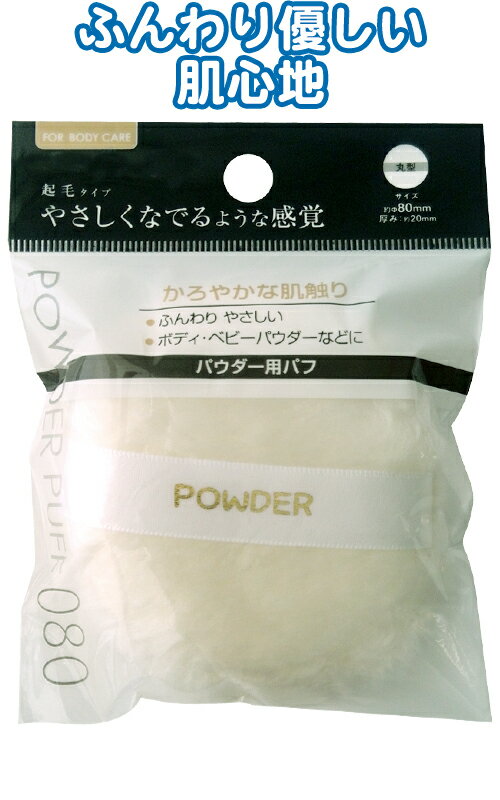 ふんわり優しい
肌心地
FOR BODY CARE
丸型
起毛タイプ
サイズ
やさしくなでるような感覚
約Φ80mm
厚み：約20mm
かろやかな肌触り
• ふんわり やさしい
• ボディ・ベビーパウダーなどに
パウダー用パフ
POWDER
POWDER PUFF 080